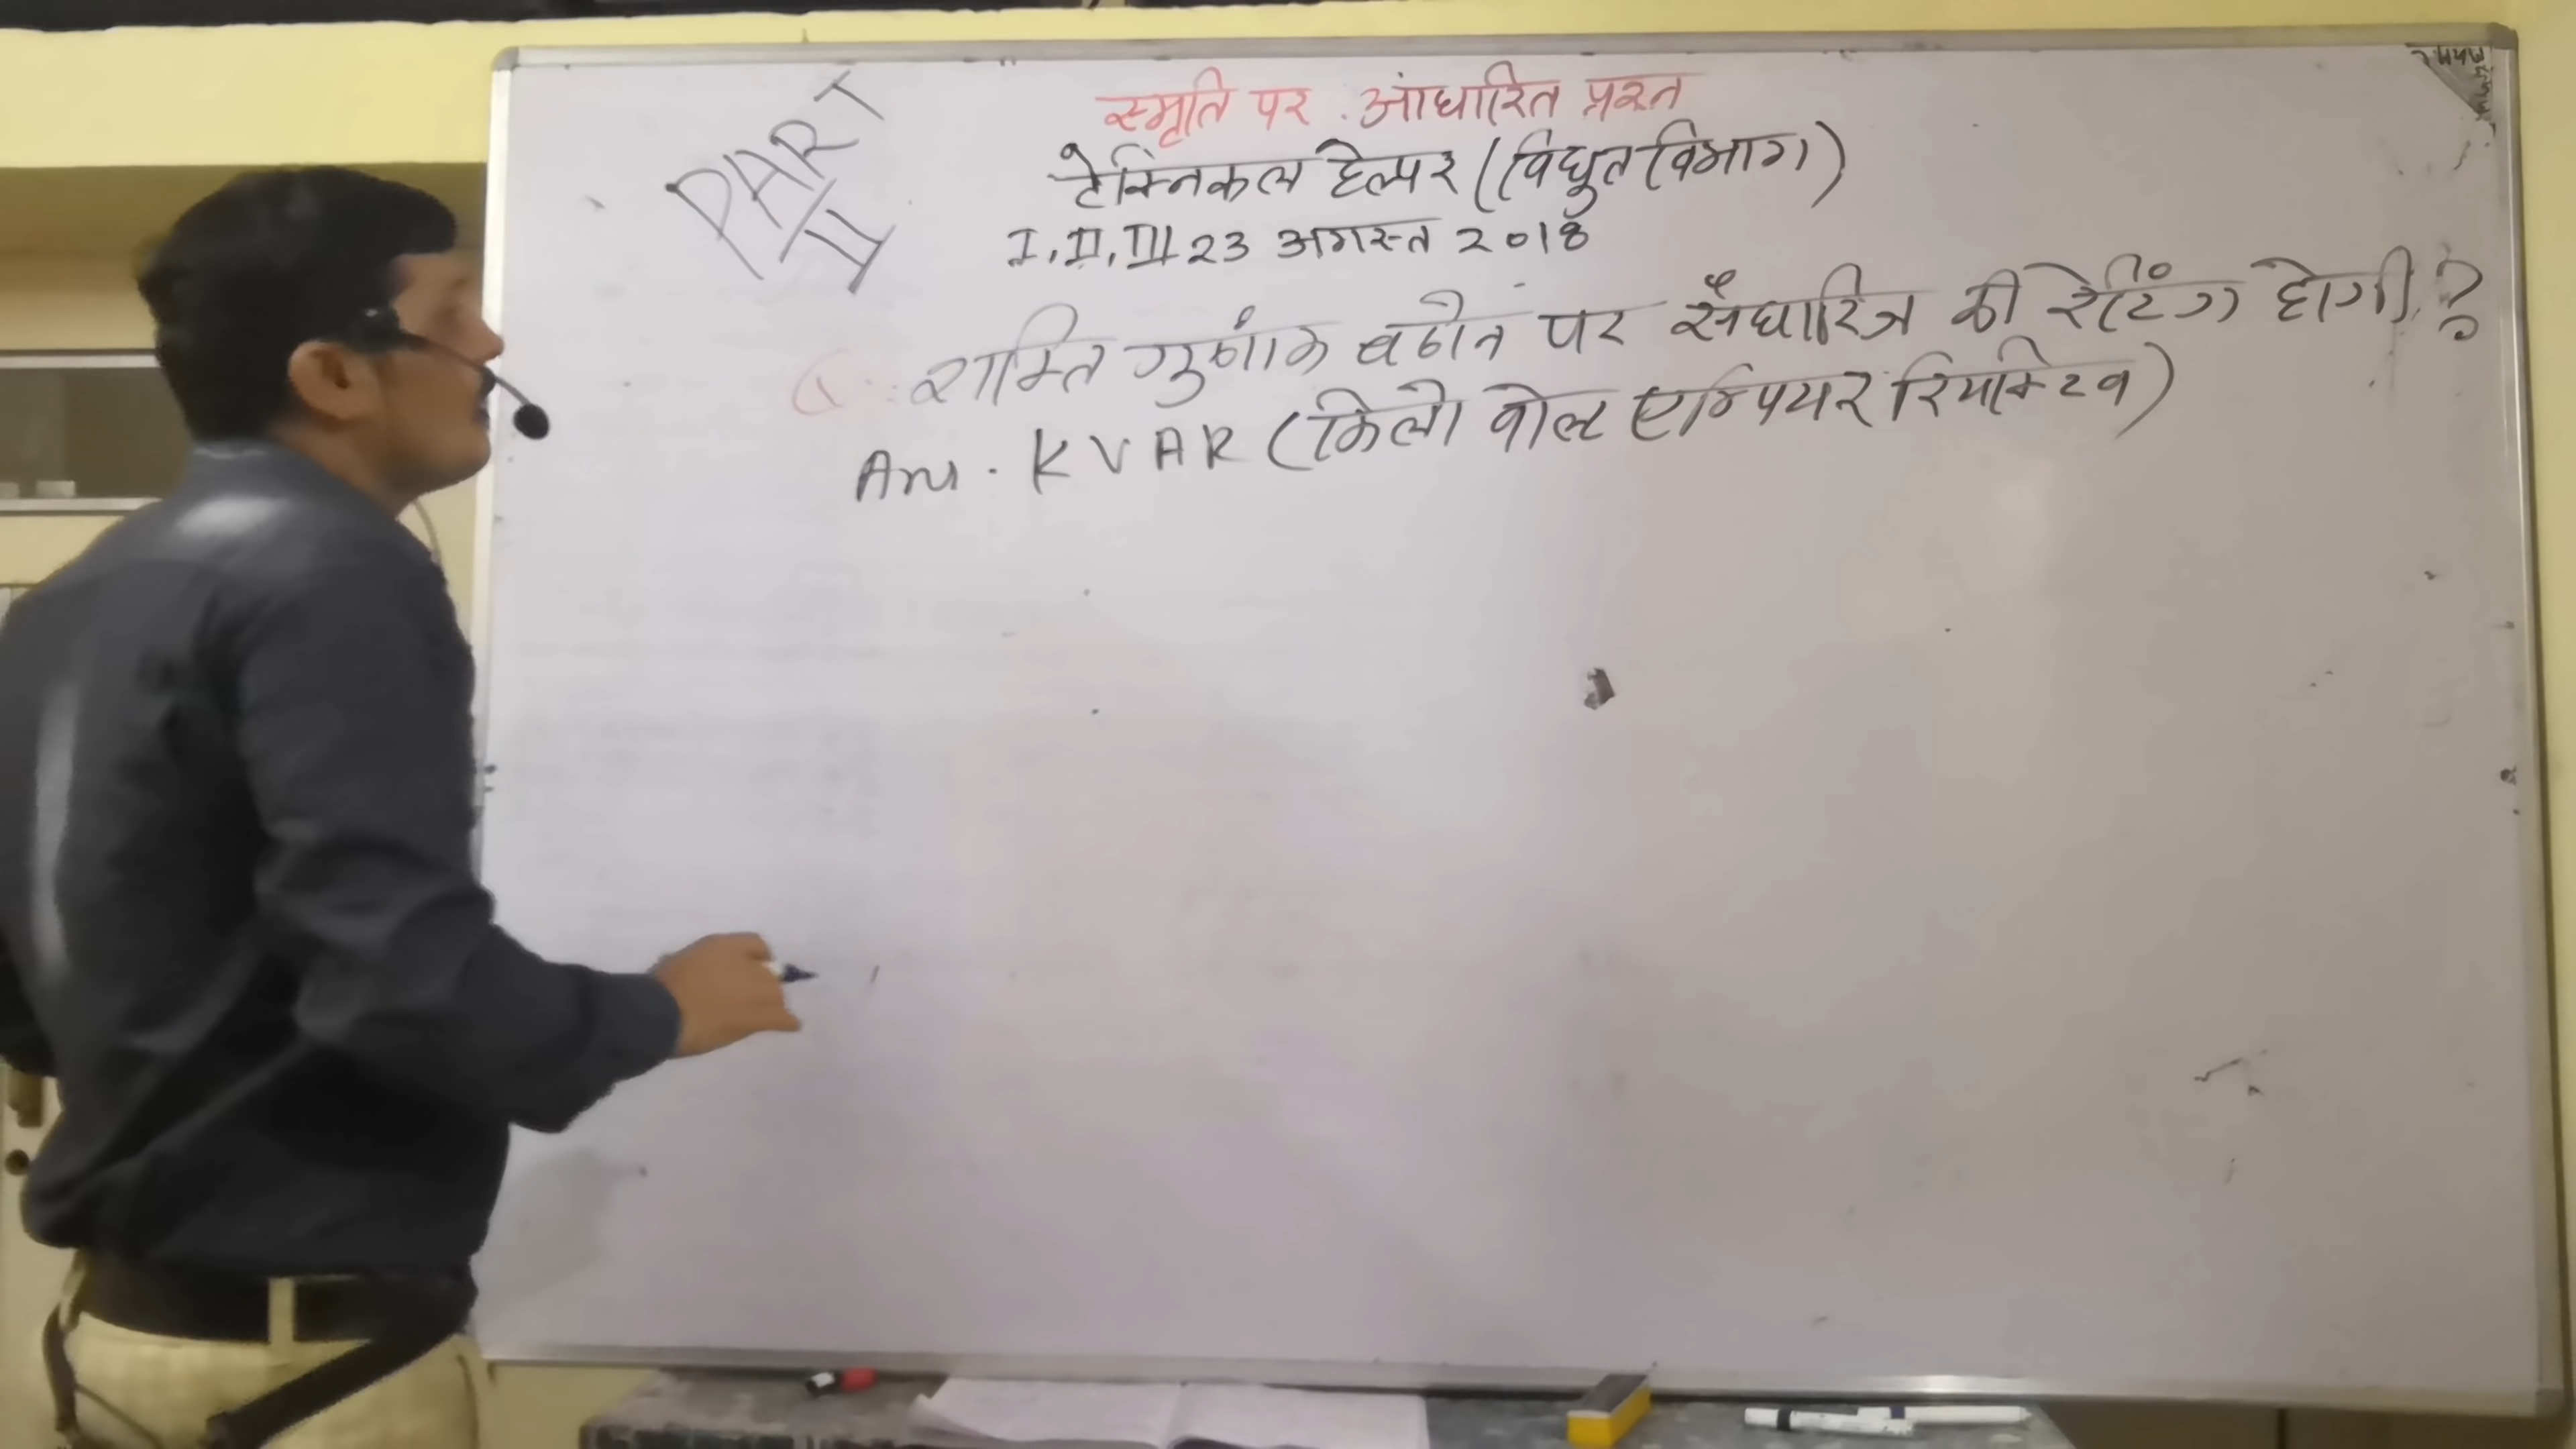 PART
II
स्मृति पर आधारित प्रश्न
टेक्निकल हेल्पर (विधुत विभाग)
I, II, III 23 अगस्त 2018
शक्ति गुणांक पर संधारित्र की रेटिंग होगी ?
Ans. KVAR (किलो वोल्ट एम्पियर रियक्टिव)